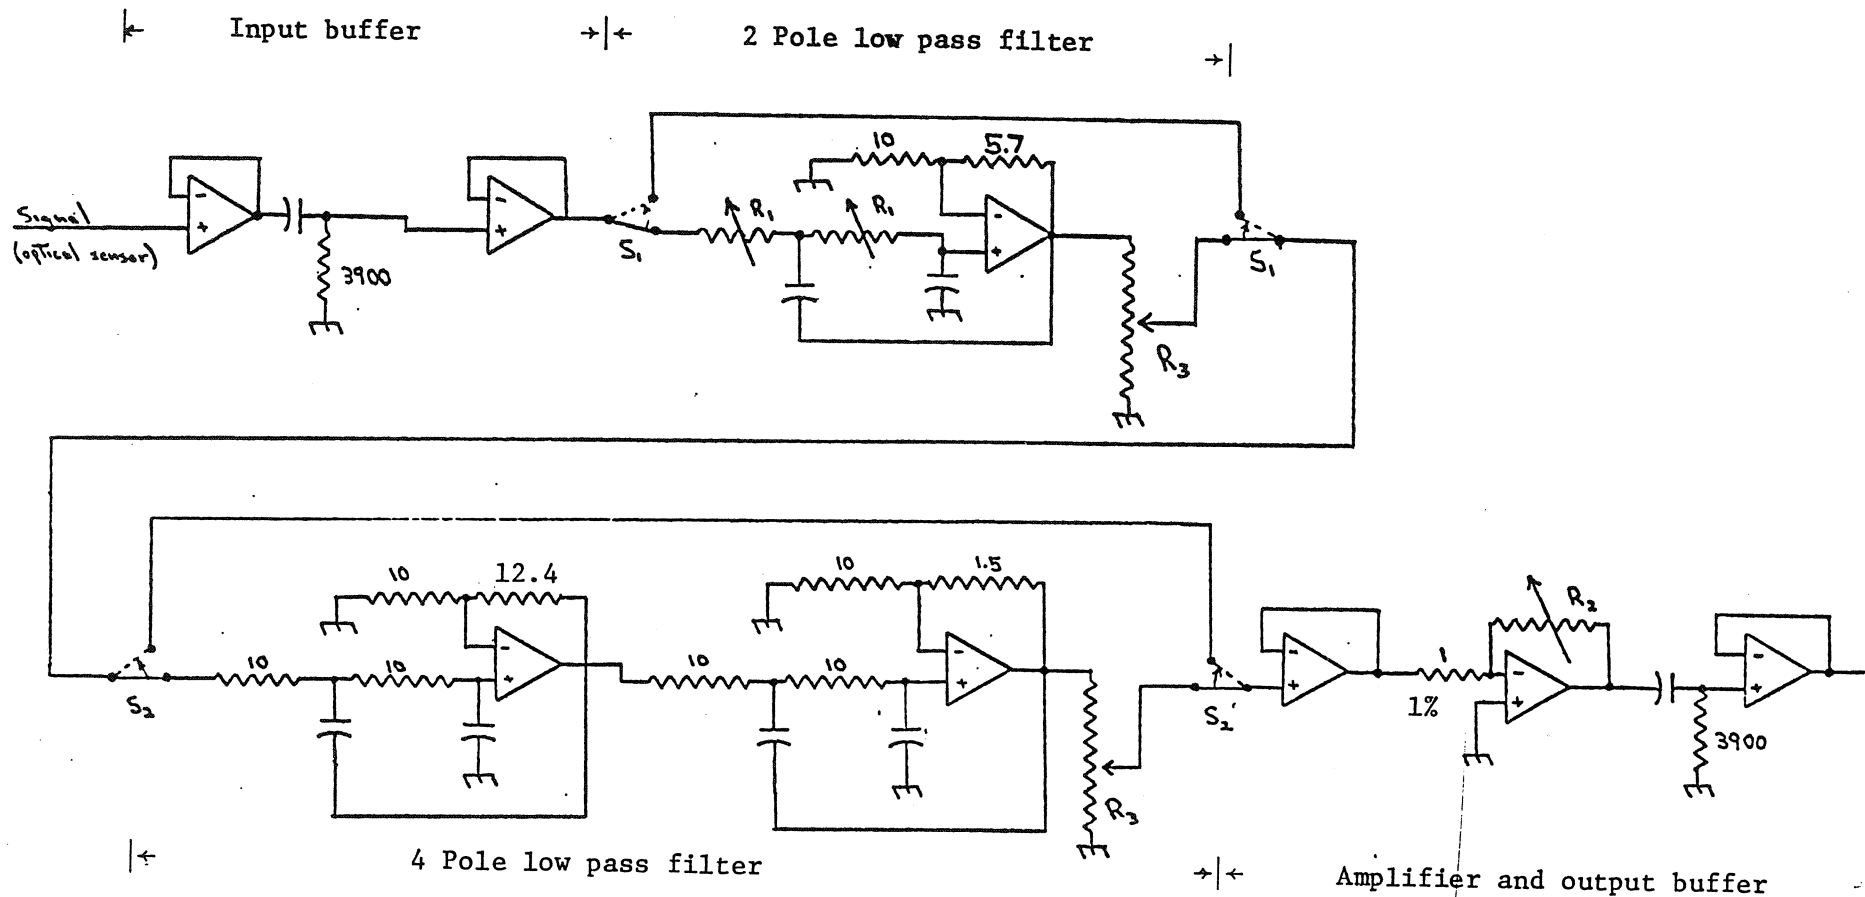 Input buffer
2 Pole low pass filter
10
5.7
-
+
-
+
-
+
Signal
(optical sensor)
3900
S₁
R₁
R₁
S₁
R₃
10
12.4
10
1.5
-
+
-
+
10
10
10
10
S₂
S₂
R₃
-
+
1
1%
R₂
-
+
-
+
3900
4 Pole low pass filter
Amplifier and output buffer